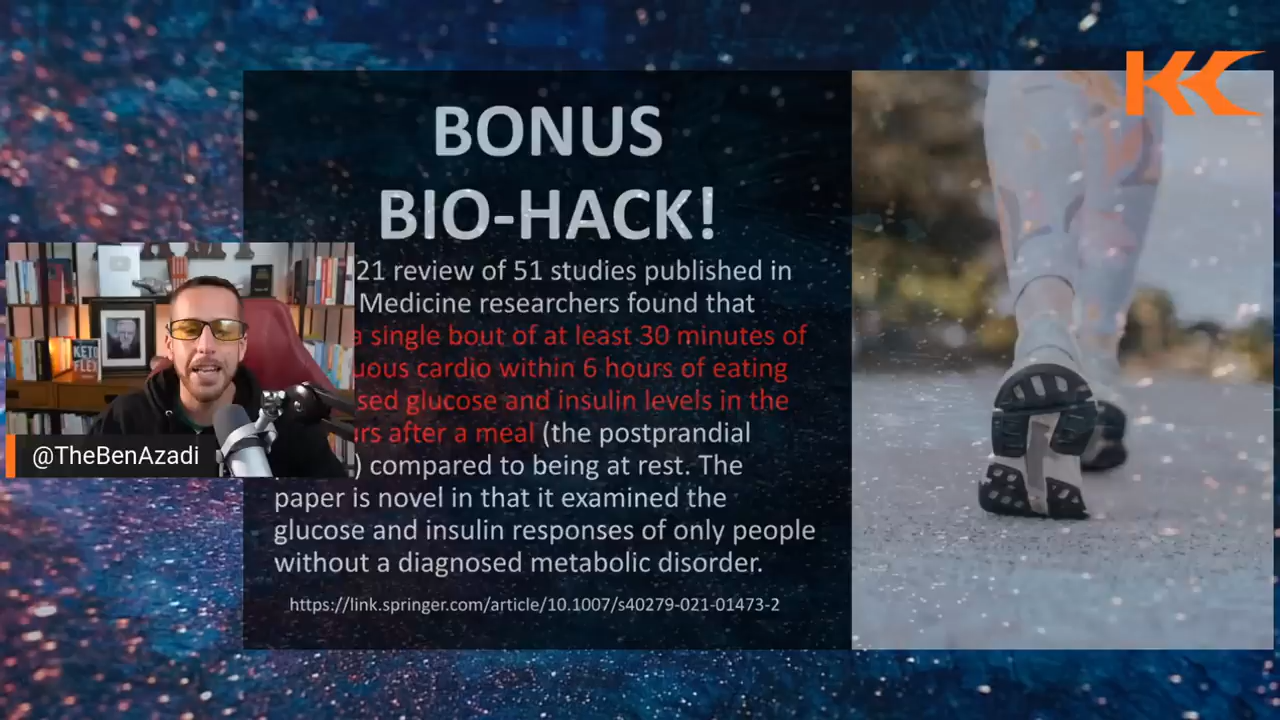 BONUS
BIO-HACK!
21 review of 51 studies published in
Medicine researchers found that
a single bout of at least 30 minutes of
uous cardio within 6 hours of eating
sed glucose and insulin levels in the
rs after a meal (the postprandial
) compared to being at rest. The
paper is novel in that it examined the
glucose and insulin responses of only people
without a diagnosed metabolic disorder.
https://link.springer.com/article/10.1007/s40279-021-01473-2
KETO
FLEX
@TheBenAzadi
KK